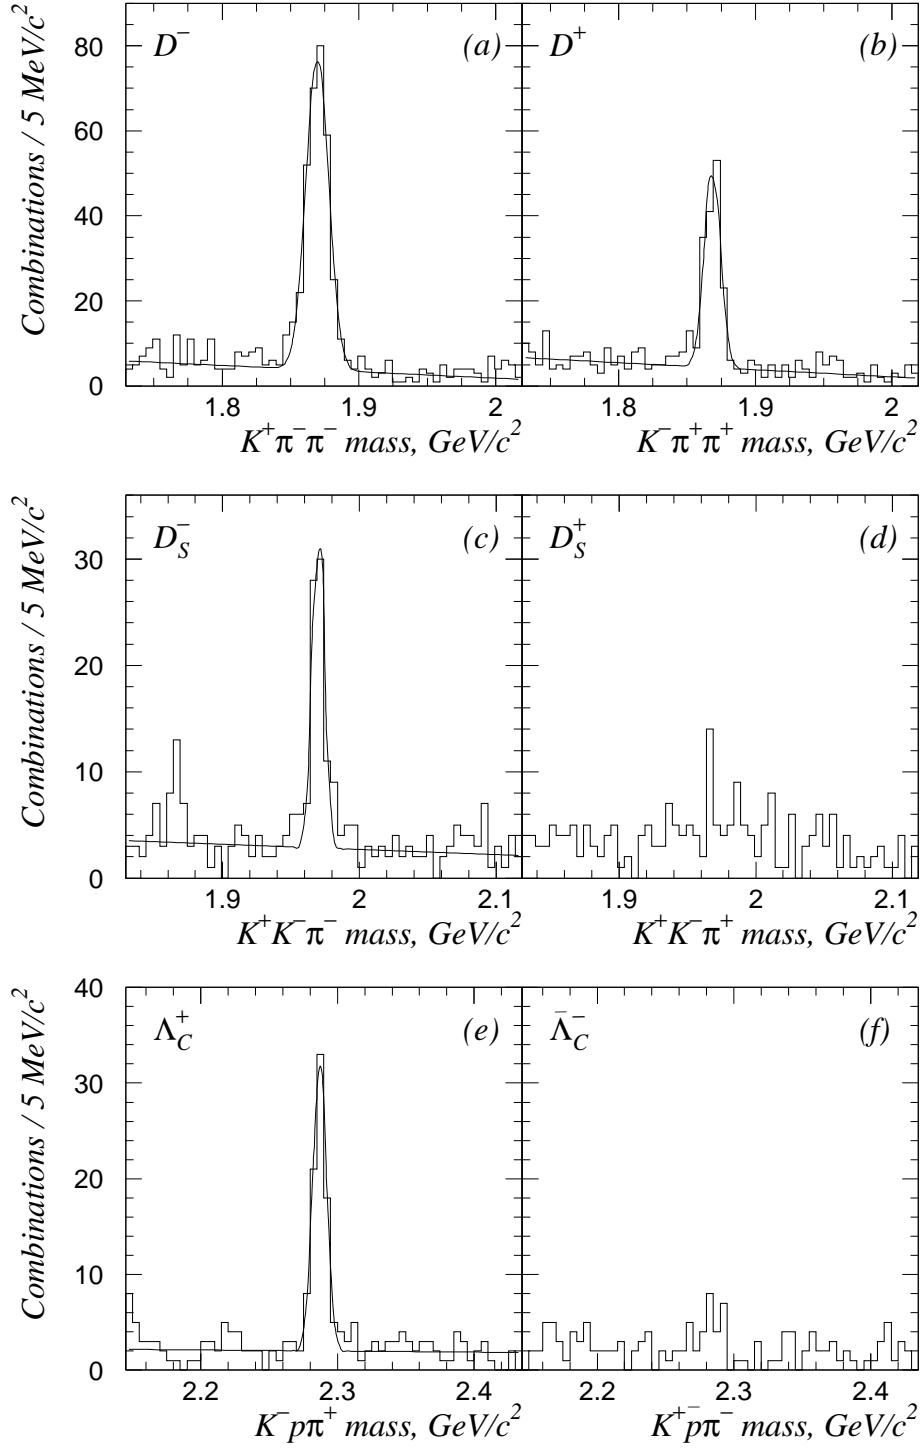 D⁻ (a)
D⁺ (b)
Combinations / 5 MeV/c²
80
60
40
20
0
1.8 1.9 2
1.8 1.9 2
K⁺π⁻π⁻ mass, GeV/c²
K⁻π⁺π⁺ mass, GeV/c²
D_S⁻ (c)
D_S⁺ (d)
Combinations / 5 MeV/c²
30
20
10
0
1.9 2 2.1
1.9 2 2.1
K⁺K⁻π⁻ mass, GeV/c²
K⁺K⁻π⁺ mass, GeV/c²
Λ_C⁺ (e)
Λ̄_C⁻ (f)
Combinations / 5 MeV/c²
40
30
20
10
0
2.2 2.3 2.4
2.2 2.3 2.4
K⁻pπ⁺ mass, GeV/c²
K⁺p̄π⁻ mass, GeV/c²